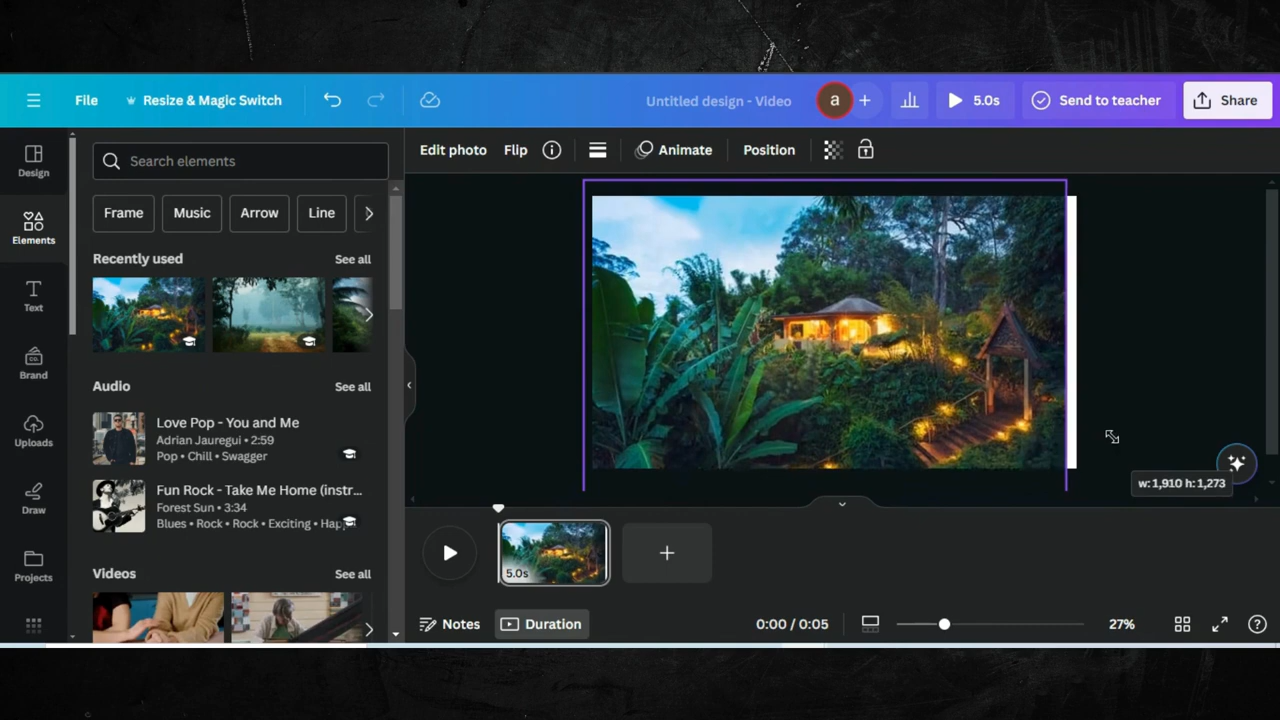 File
Resize & Magic Switch
Untitled design - Video
a
5.0s
Send to teacher
Share
Design
Elements
Text
Brand
Uploads
Draw
Projects
Search elements
Frame
Music
Arrow
Line
Recently used
See all
Audio
See all
Love Pop - You and Me
Adrian Jauregui • 2:59
Pop • Chill • Swagger
Fun Rock - Take Me Home (instr...
Forest Sun • 3:34
Blues • Rock • Rock • Exciting • Hap
Videos
See all
Edit photo
Flip
Animate
Position
w: 1,910 h: 1,273
5.0s
Notes
Duration
0:00 / 0:05
27%